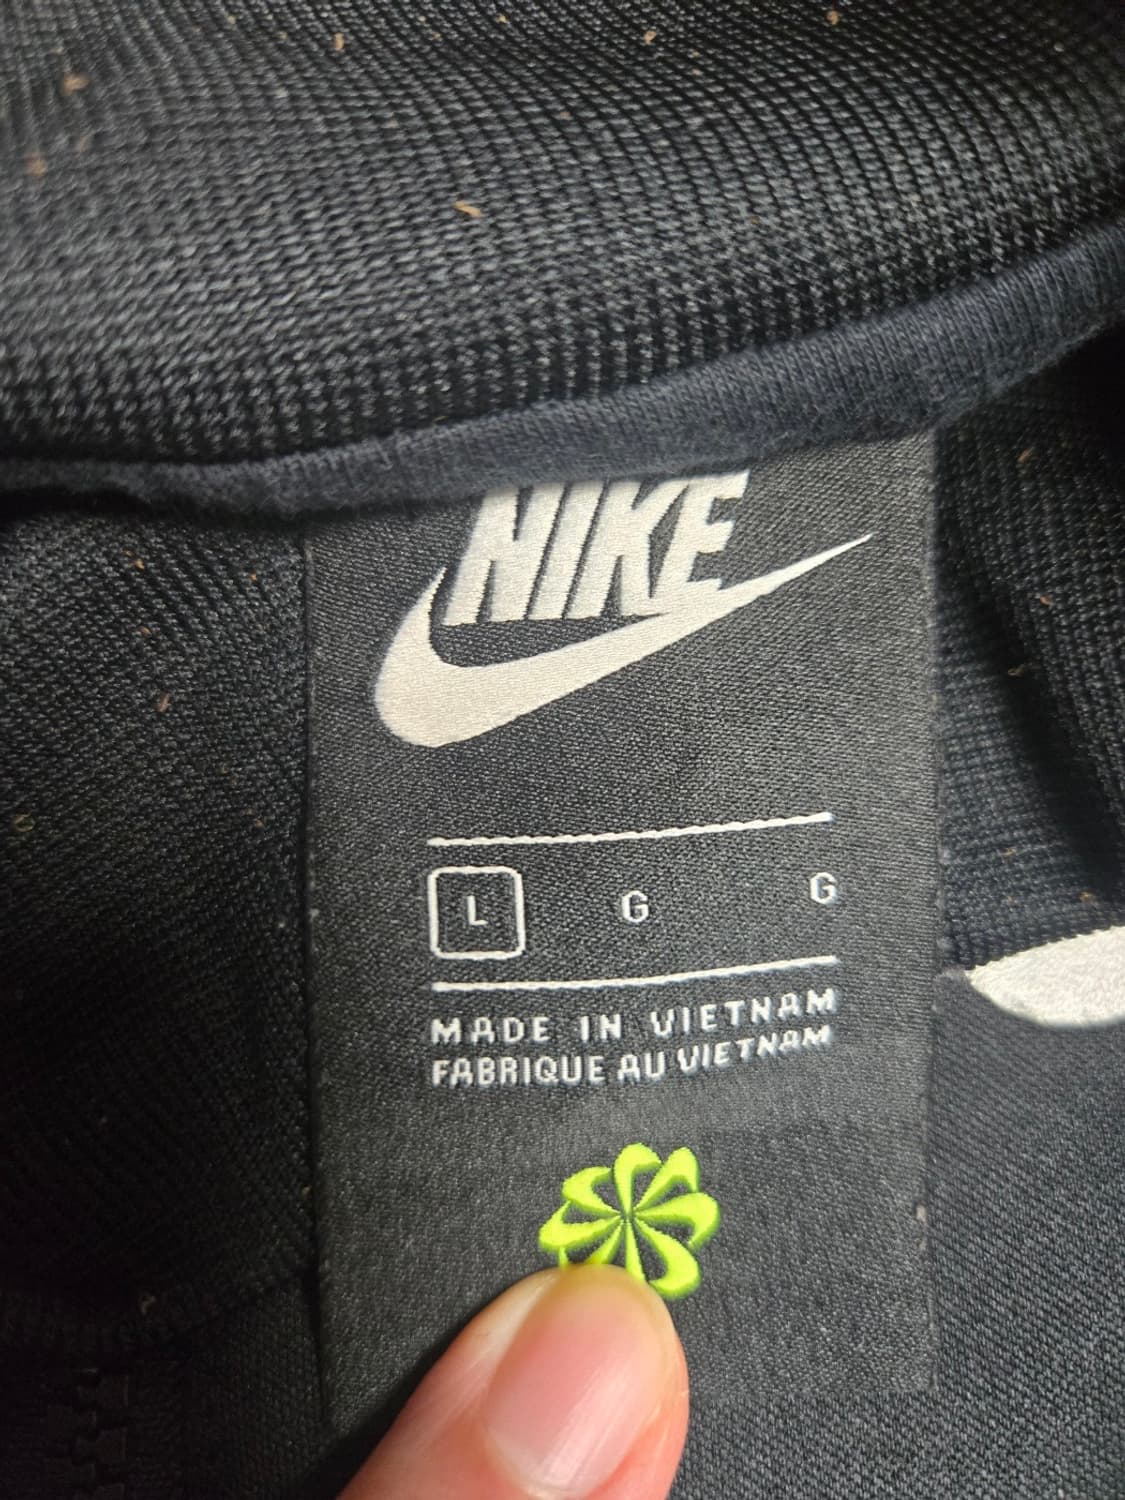 NIKE
L G G
MADE IN VIETNAM
FABRIQUE AU VIETNAM